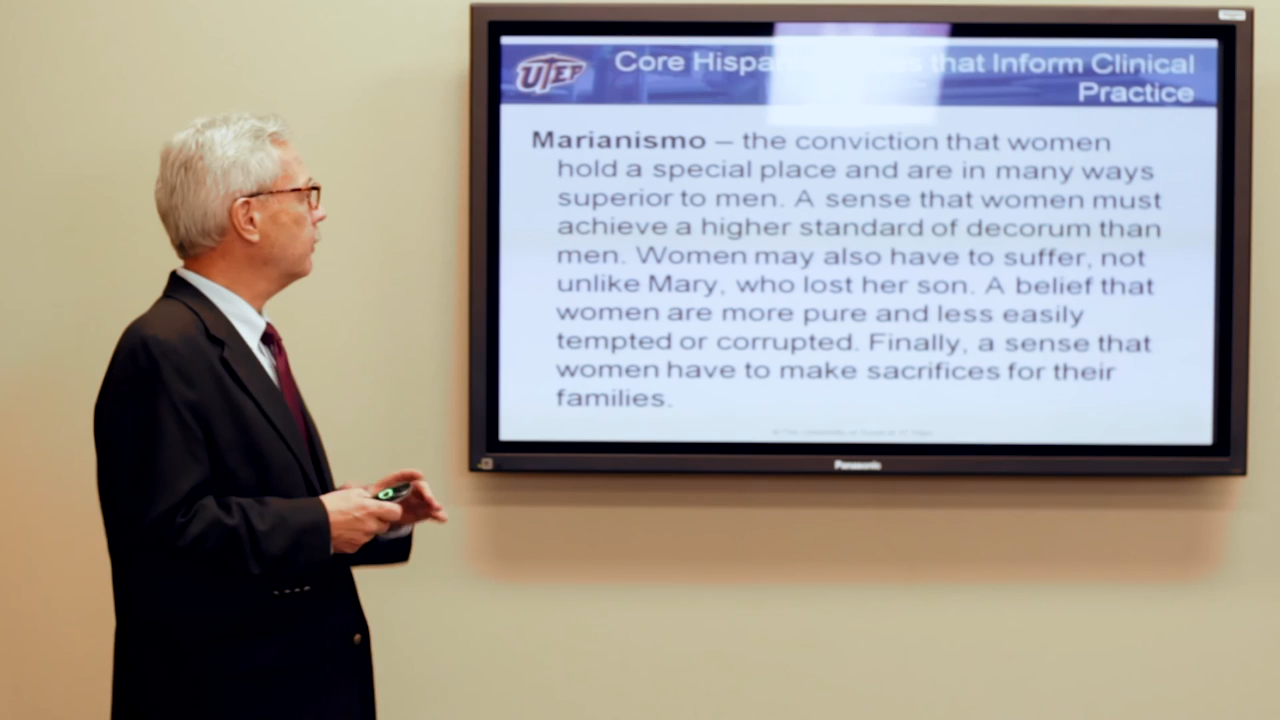 UTEP
Core Hispanic that Inform Clinical
Practice
Marianismo – the conviction that women
hold a special place and are in many ways
superior to men. A sense that women must
achieve a higher standard of decorum than
men. Women may also have to suffer, not
unlike Mary, who lost her son. A belief that
women are more pure and less easily
tempted or corrupted. Finally, a sense that
women have to make sacrifices for their
families.
Panasonic